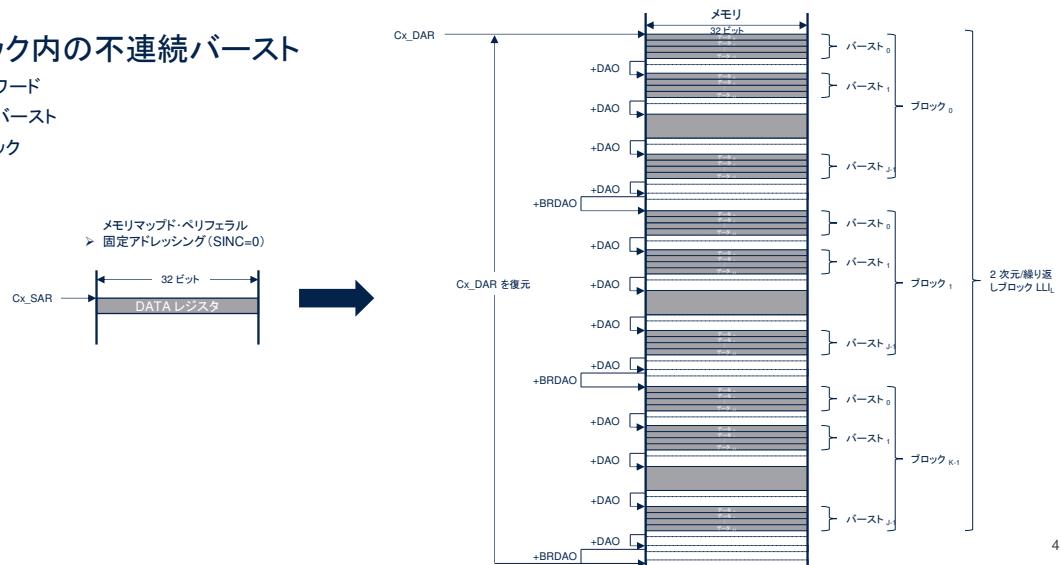 ック内の不連続バースト
ワード
バースト
ック
メモリマップド・ペリフェラル
➢ 固定アドレッシング(SINC=0)
32 ビット
Cx_SAR
DATA レジスタ
メモリ
32 ビット
Cx_DAR
+DAO
+DAO
+DAO
+DAO
+BRDAO
+DAO
+DAO
Cx_DAR を復元
+DAO
+DAO
+BRDAO
+DAO
+DAO
+DAO
+DAO
+BRDAO
バースト 0
バースト 1
ブロック 0
バースト J-1
バースト 0
バースト 1
ブロック 1
バースト J-1
バースト 0
バースト 1
ブロック K-1
バースト J-1
2 次元/繰り返
しブロック LLIL
4